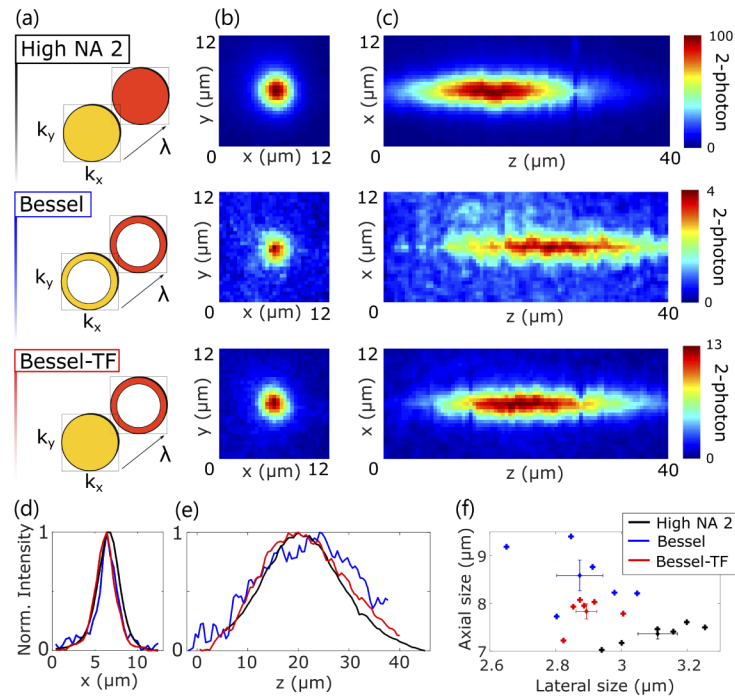 (a)
(b)
(c)
High NA 2
k_y
k_x
λ
12
y (µm)
0
x (µm)
12
12
x (µm)
0
z (µm)
40
100
2-photon
0
Bessel
k_y
k_x
λ
12
y (µm)
0
x (µm)
12
12
x (µm)
0
z (µm)
40
4
2-photon
0
Bessel-TF
k_y
k_x
λ
12
y (µm)
0
x (µm)
12
12
x (µm)
0
z (µm)
40
13
2-photon
0
(d)
1
Norm. Intensity
0
0 5 10
x (µm)
(e)
1
0
0 10 20 30 40
z (µm)
(f)
High NA 2
Bessel
Bessel-TF
Axial size (µm)
9
8
7
2.6 2.8 3 3.2
Lateral size (µm)